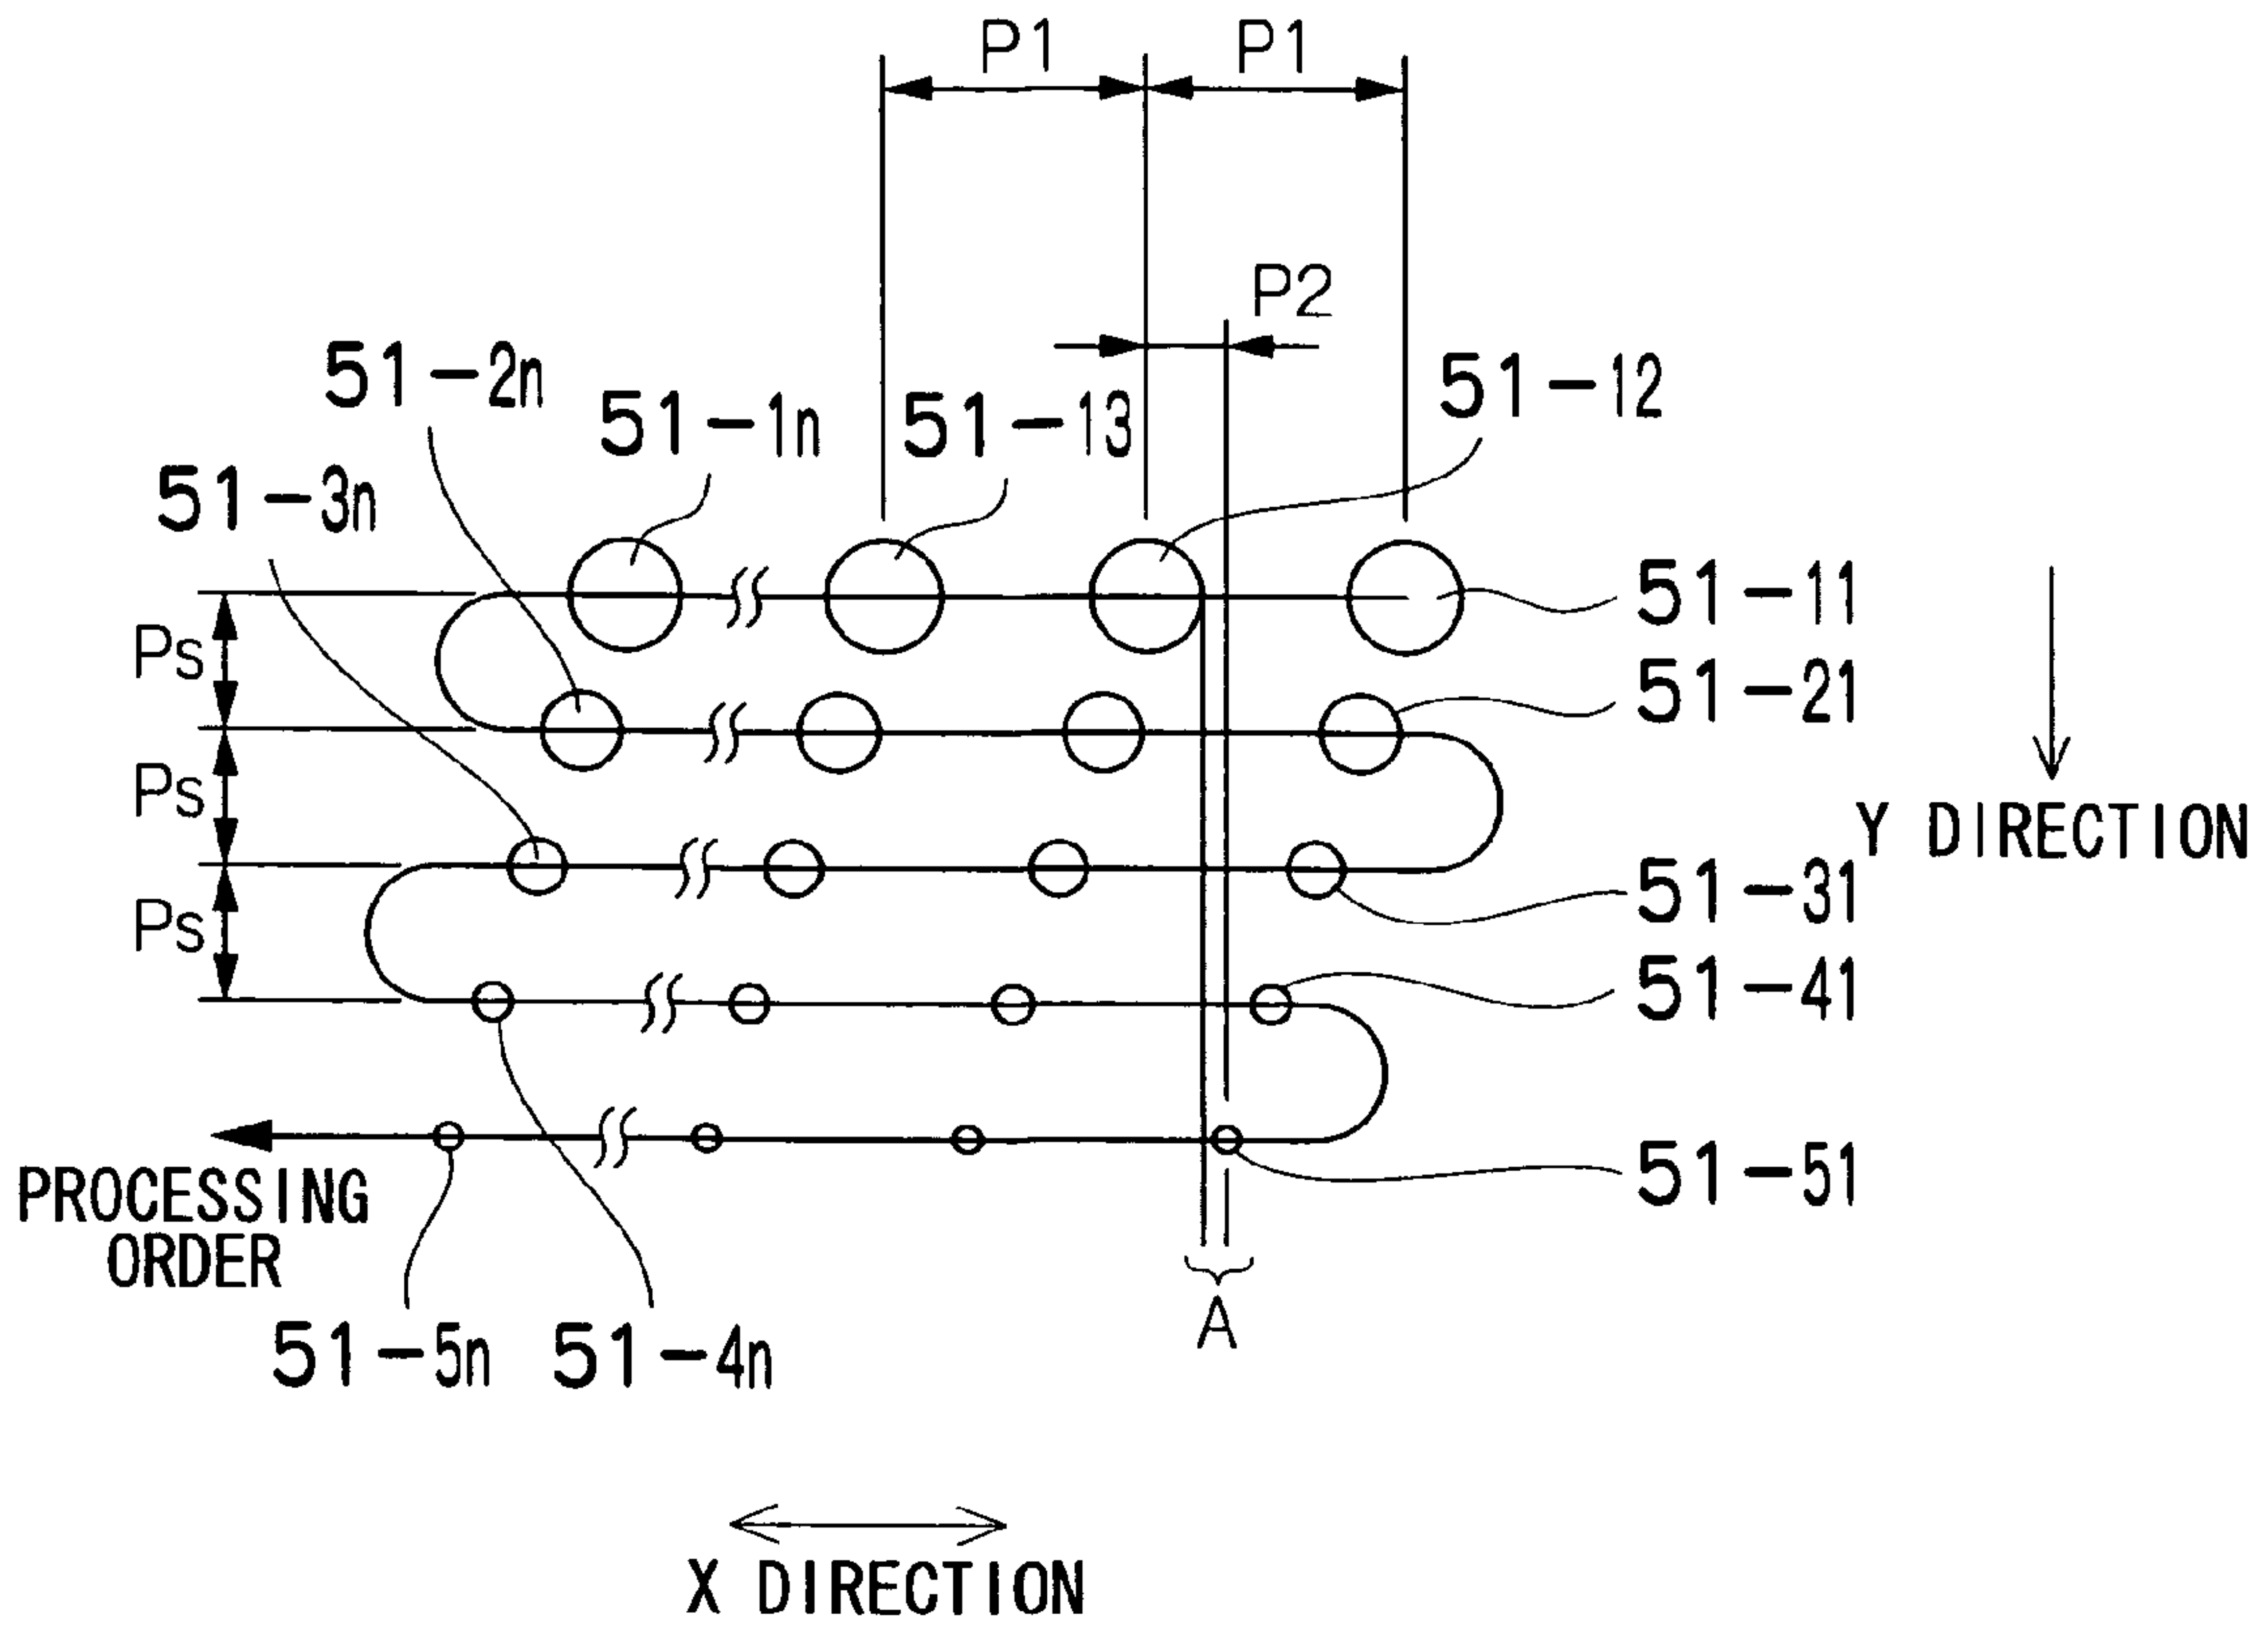 P1 P1
P2
51-2n
51-1n 51-13
51-12
51-3n
51-11
Ps
51-21
Ps
Y DIRECTION
51-31
Ps
51-41
51-51
PROCESSING
ORDER
A
51-5n 51-4n
X DIRECTION